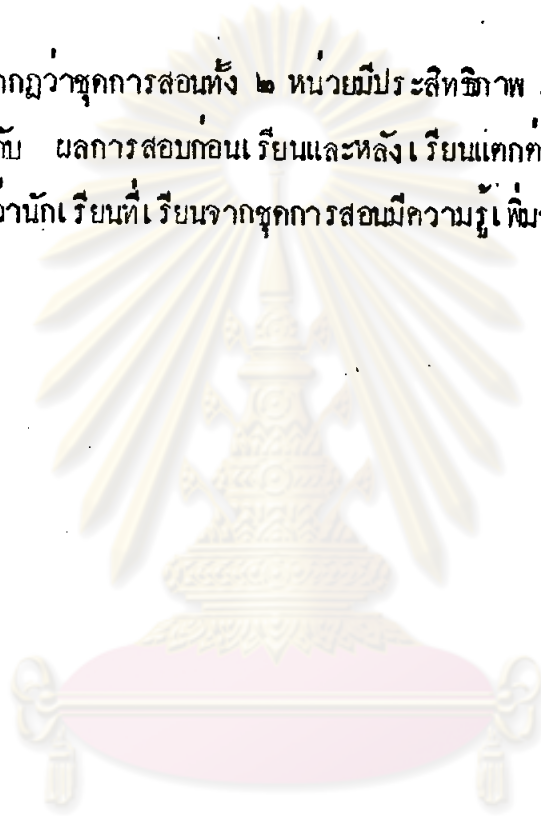 กฏว่าชุดการสอนทั้ง ๒ หน่วยมีประสิทธิภาพ
ผลการสอบก่อนเรียนและหลังเรียนแตกต่
นักเรียนที่เรียนจากชุดการสอนมีความรู้เพิ่ม